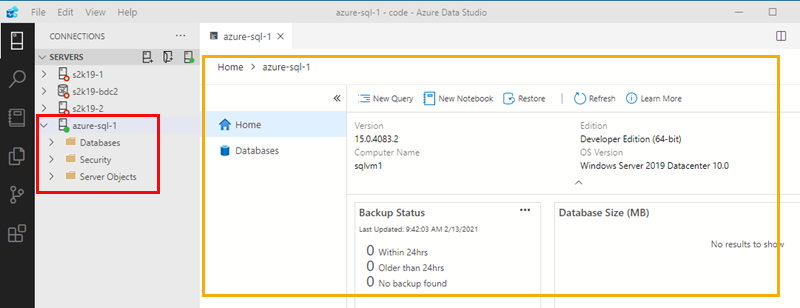 File Edit View Help
azure-sql-1 - code - Azure Data Studio
CONNECTIONS
SERVERS
s2k19-1
s2k19-bdc2
s2k19-2
azure-sql-1
Databases
Security
Server Objects
azure-sql-1
Home > azure-sql-1
New Query New Notebook Restore Refresh Learn More
Home
Databases
Version
15.0.4083.2
Computer Name
sqlvm1
Edition
Developer Edition (64-bit)
OS Version
Windows Server 2019 Datacenter 10.0
Backup Status
Last Updated: 9:42:03 AM 2/13/2021
0 Within 24hrs
0 Older than 24hrs
0 No backup found
Database Size (MB)
No results to show